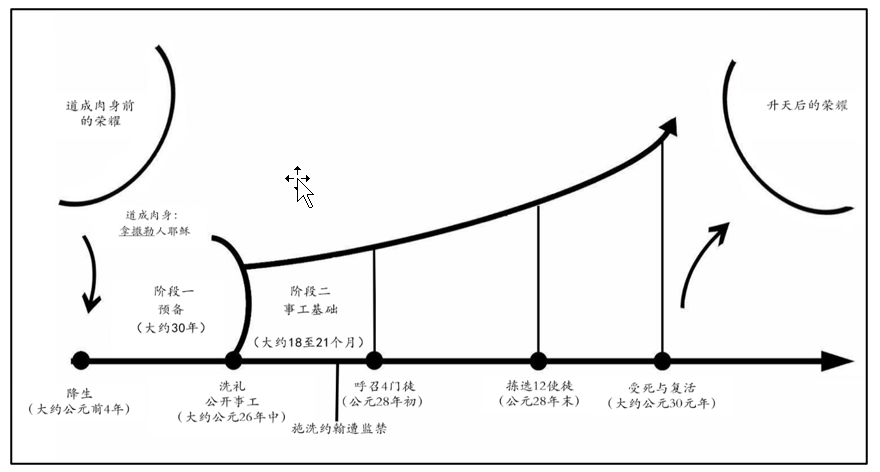 道成肉身前
的荣耀
升天后的荣耀
道成肉身：
拿撒勒人耶稣
阶段一
预备
（大约30年）
阶段二
事工基础
（大约18至21个月）
降生
（大约公元前4年）
洗礼
公开事工
（大约公元26年中）
施洗约翰遭监禁
呼召4门徒
（公元28年初）
拣选12使徒
（公元28年末）
受死与复活
（大约公元30元年）